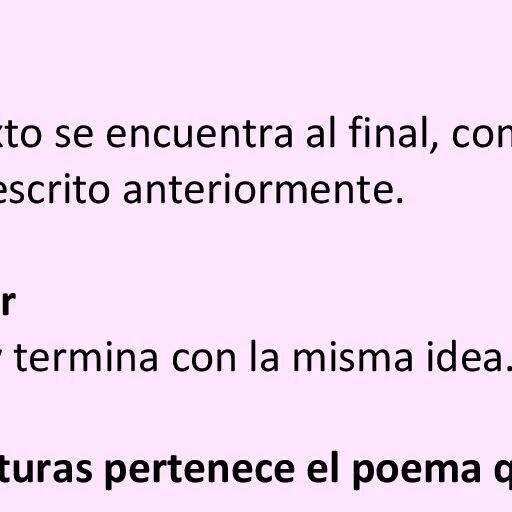 xto se encuentra al final, con
escrito anteriormente.
r
y termina con la misma idea.
turas pertenece el poema q